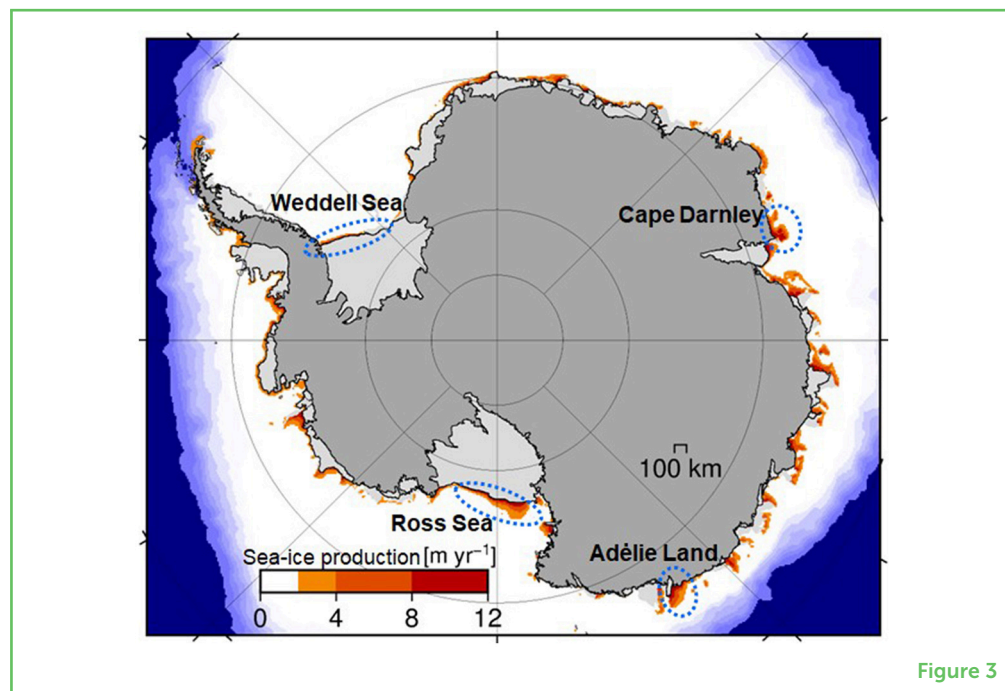 Weddell Sea
Cape Darnley
100 km
Ross Sea
Adėlie Land
Sea-ice production [m yr⁻¹]
0 4 8 12
Figure 3